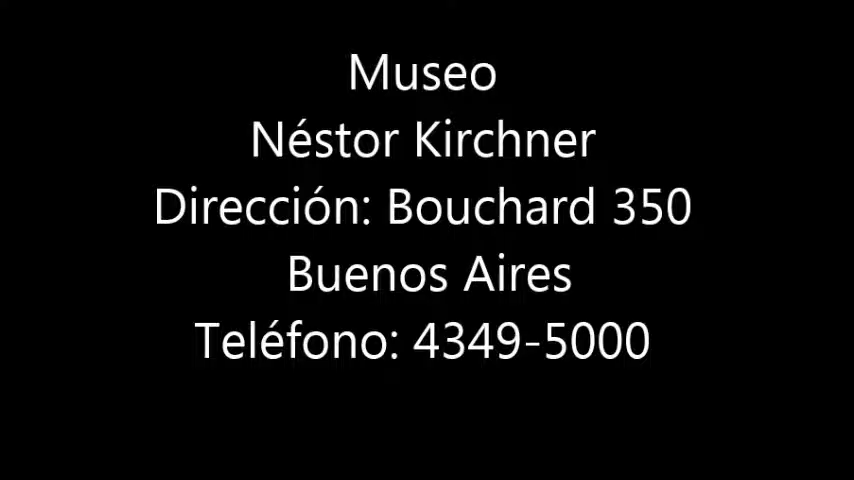 Museo
Néstor Kirchner
Dirección: Bouchard 350
Buenos Aires
Teléfono: 4349-5000